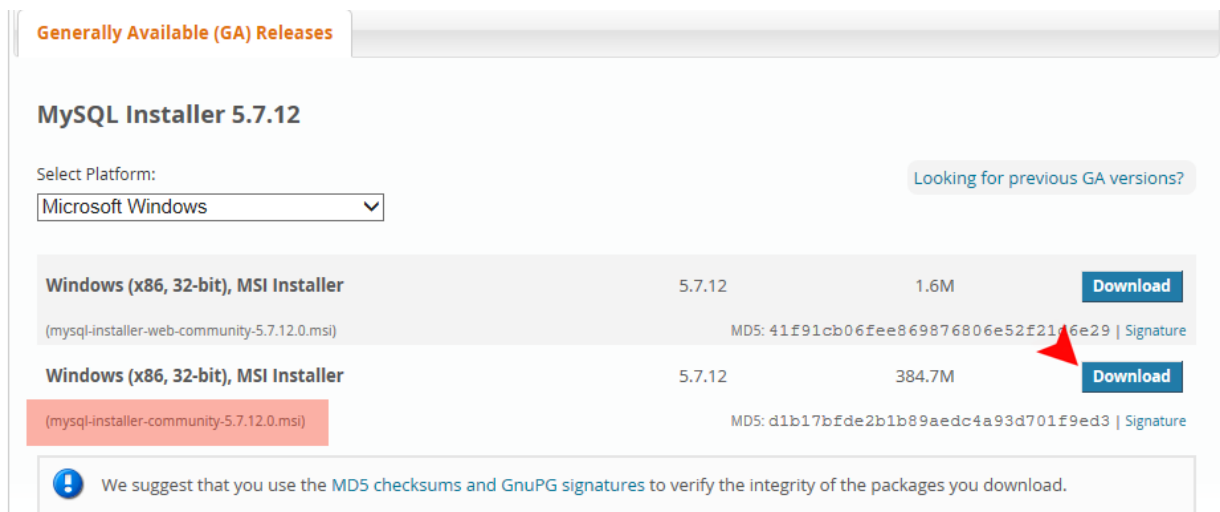 Generally Available (GA) Releases
MySQL Installer 5.7.12
Select Platform:
Looking for previous GA versions?
Microsoft Windows
Windows (x86, 32-bit), MSI Installer 5.7.12 1.6M Download
(mysql-installer-web-community-5.7.12.0.msi) MD5: 41f91cb06fee869876806e52f21d6e29 | Signature
Windows (x86, 32-bit), MSI Installer 5.7.12 384.7M Download
(mysql-installer-community-5.7.12.0.msi) MD5: d1b17bfde2b1b89aedc4a93d701f9ed3 | Signature
We suggest that you use the MD5 checksums and GnuPG signatures to verify the integrity of the packages you download.